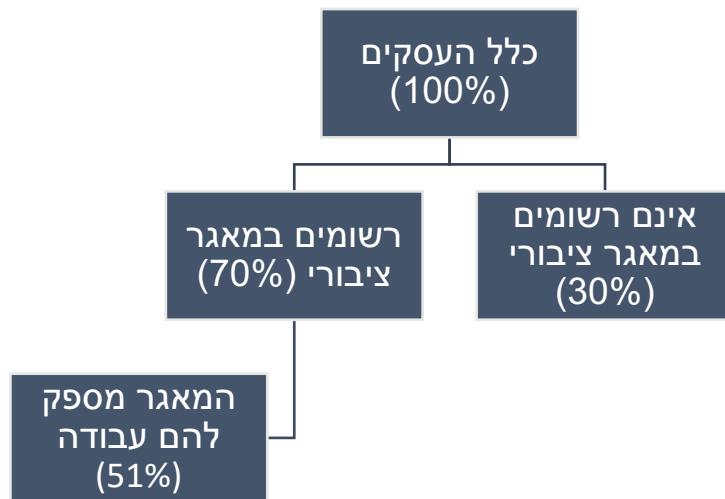 כלל העסקים
(100%)
רשומים במאגר
ציבורי (70%)
אינם רשומים
במאגר ציבורי
(30%)
המאגר מספק
להם עבודה
(51%)